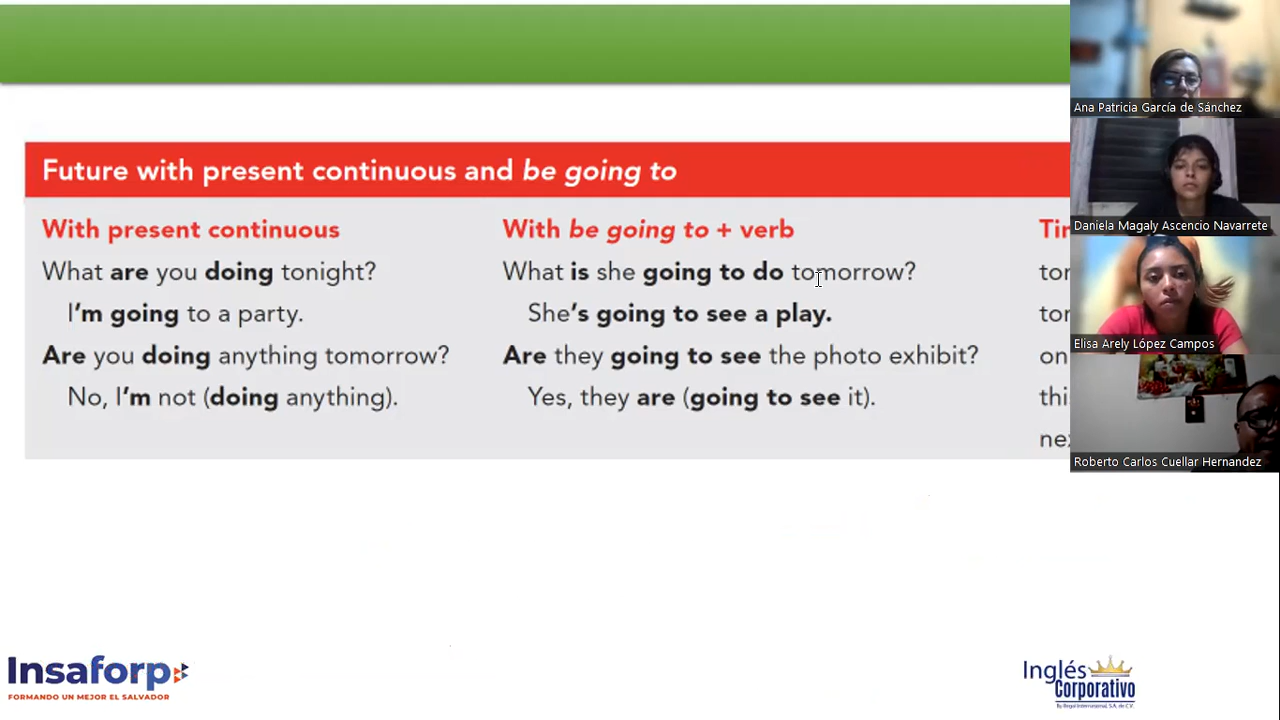 Future with present continuous and be going to
With present continuous
What are you doing tonight?
I'm going to a party.
Are you doing anything tomorrow?
No, I'm not (doing anything).
With be going to + verb
What is she going to do tomorrow?
She's going to see a play.
Are they going to see the photo exhibit?
Yes, they are (going to see it).
Ana Patricia García de Sánchez
Daniela Magaly Ascencio Navarrete
Elisa Arely López Campos
Roberto Carlos Cuellar Hernandez
Insaforp
FORMANDO UN MEJOR EL SALVADOR
Inglés
Corporativo
By Regal International, S.A. de C.V.